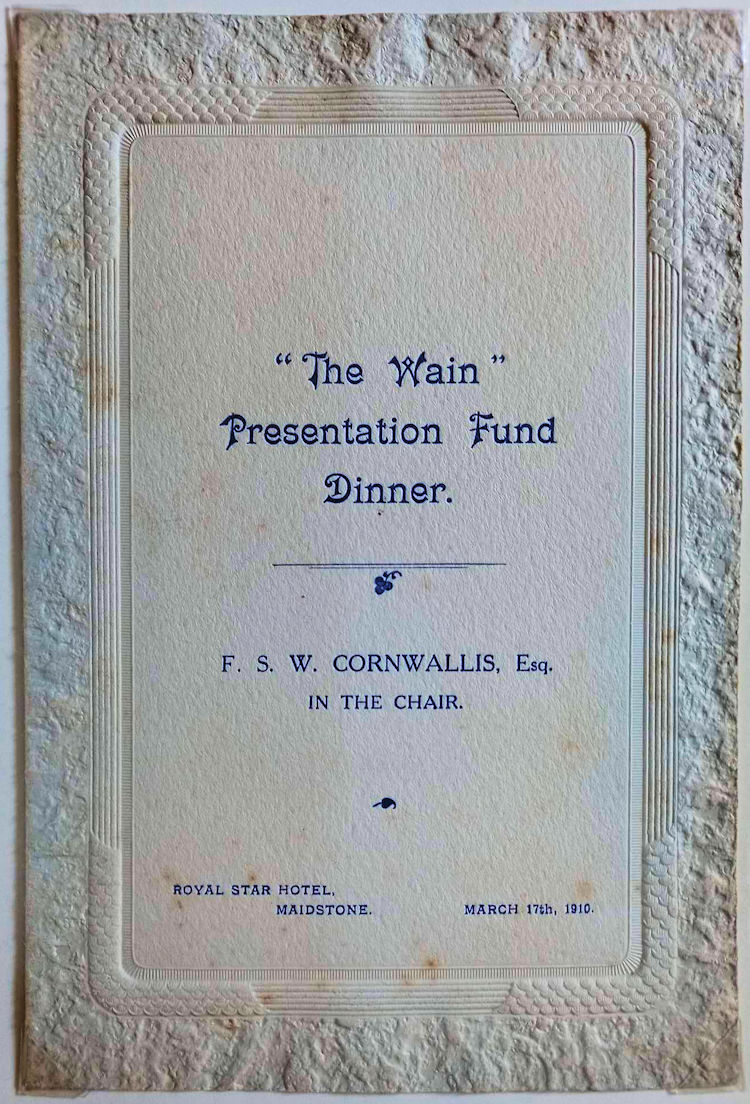 “The Wain”
Presentation Fund
Dinner.
F. S. W. CORNWALLIS, Esq.
IN THE CHAIR.
ROYAL STAR HOTEL,
MAIDSTONE. MARCH 17th, 1910.